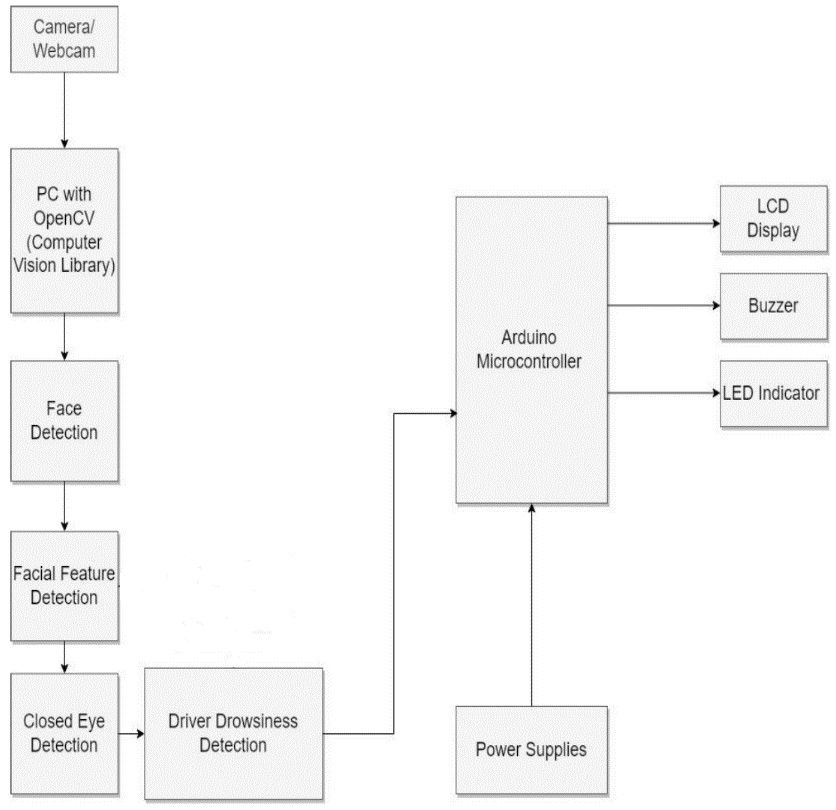 Camera/
Webcam
PC with
OpenCV
(Computer
Vision Library)
Face
Detection
Facial Feature
Detection
Closed Eye
Detection
Driver Drowsiness
Detection
Arduino
Microcontroller
Power Supplies
LCD
Display
Buzzer
LED Indicator